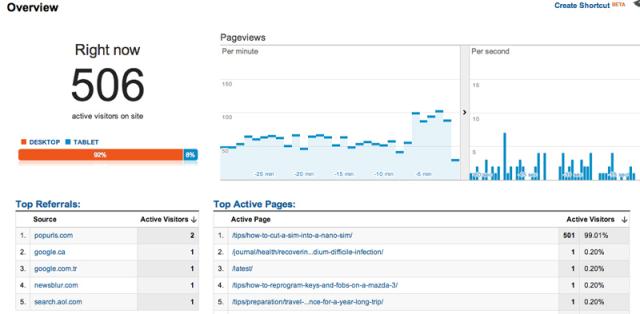 Overview
Create Shortcut BETA
Right now
506
active visitors on site
DESKTOP TABLET
92% 8%
Pageviews
Per minute
150
100
50
-25 min -20 min -15 min -10 min -5 min
Per second
15
10
5
Top Referrals:
Source Active Visitors
1. popurls.com 2
2. google.ca 1
3. google.com.tr 1
4. newsblur.com 1
5. search.aol.com 1
Top Active Pages:
Active Page Active Visitors
1. /tips/how-to-cut-a-sim-into-a-nano-sim/ 501 99.01%
2. /journal/health/recoverin...dium-difficile-infection/ 1 0.20%
3. /latest/ 1 0.20%
4. /tips/how-to-reprogram-keys-and-fobs-on-a-mazda-3/ 1 0.20%
5. /tips/preparation/travel-...nce-for-a-year-long-trip/ 1 0.20%